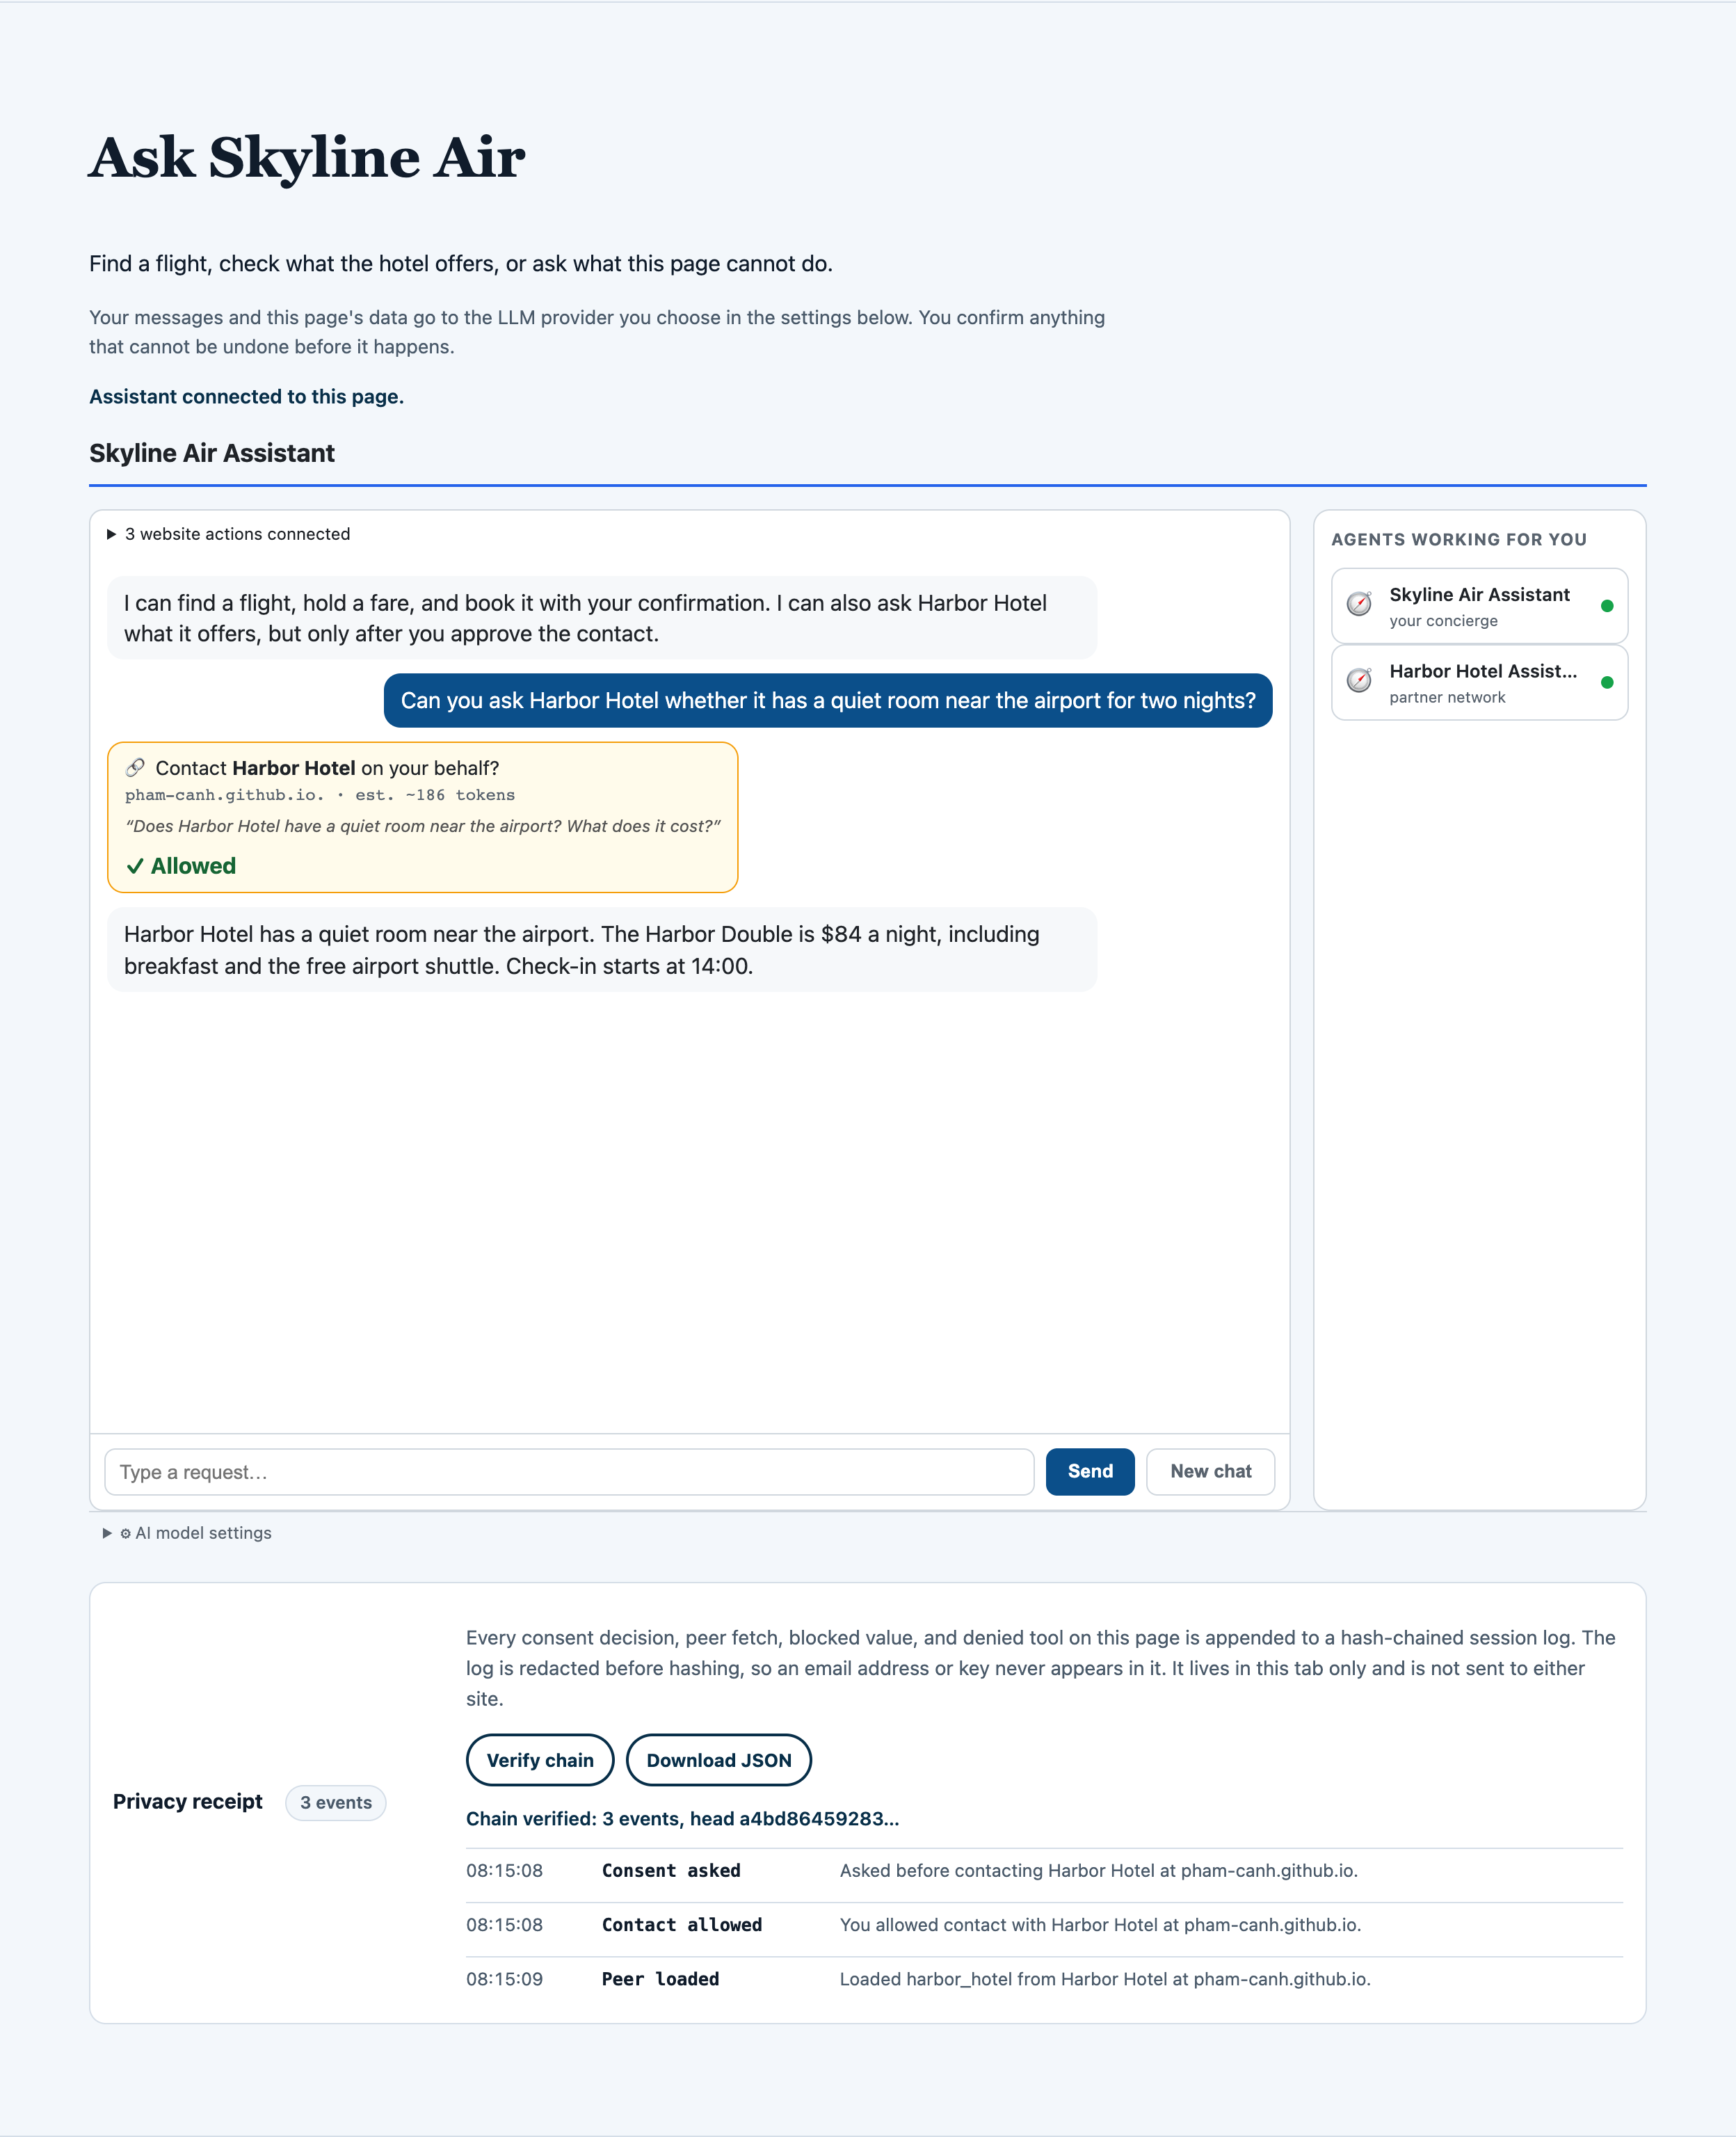 Ask Skyline Air
Find a flight, check what the hotel offers, or ask what this page cannot do.
Your messages and this page's data go to the LLM provider you choose in the settings below. You confirm anything
that cannot be undone before it happens.
Assistant connected to this page.
Skyline Air Assistant
▶ 3 website actions connected
I can find a flight, hold a fare, and book it with your confirmation. I can also ask Harbor Hotel
what it offers, but only after you approve the contact.
Can you ask Harbor Hotel whether it has a quiet room near the airport for two nights?
🔗 Contact Harbor Hotel on your behalf?
pham-canh.github.io. · est. ~186 tokens
“Does Harbor Hotel have a quiet room near the airport? What does it cost?”
✓ Allowed
Harbor Hotel has a quiet room near the airport. The Harbor Double is $84 a night, including
breakfast and the free airport shuttle. Check-in starts at 14:00.
Type a request…
Send
New chat
AGENTS WORKING FOR YOU
Skyline Air Assistant
your concierge
Harbor Hotel Assist...
partner network
▶ ⚙ AI model settings
Privacy receipt
3 events
Every consent decision, peer fetch, blocked value, and denied tool on this page is appended to a hash-chained session log. The
log is redacted before hashing, so an email address or key never appears in it. It lives in this tab only and is not sent to either
site.
Verify chain
Download JSON
Chain verified: 3 events, head a4bd86459283...
08:15:08 Consent asked Asked before contacting Harbor Hotel at pham-canh.github.io.
08:15:08 Contact allowed You allowed contact with Harbor Hotel at pham-canh.github.io.
08:15:09 Peer loaded Loaded harbor_hotel from Harbor Hotel at pham-canh.github.io.